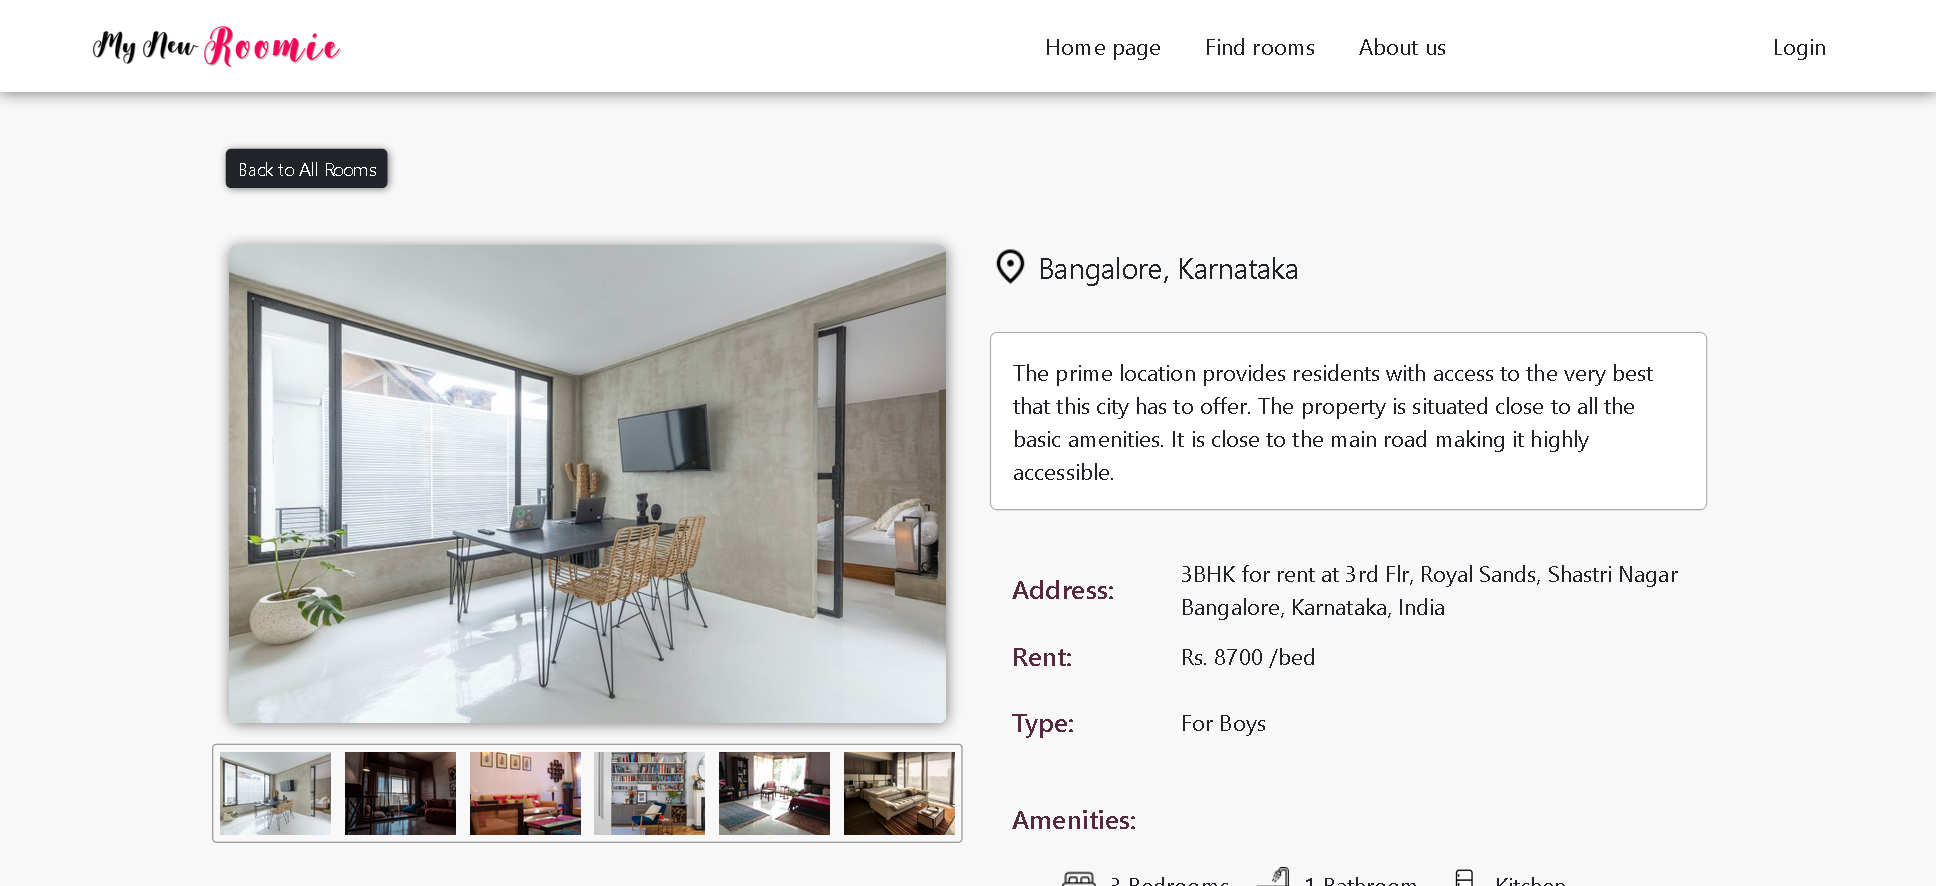 My New Roomie
Home page
Find rooms
About us
Login
Back to All Rooms
Bangalore, Karnataka
The prime location provides residents with access to the very best
that this city has to offer. The property is situated close to all the
basic amenities. It is close to the main road making it highly
accessible.
Address:
3BHK for rent at 3rd Flr, Royal Sands, Shastri Nagar
Bangalore, Karnataka, India
Rent:
Rs. 8700 /bed
Type:
For Boys
Amenities:
3 Bedrooms
1 Bathroom
Kitchen